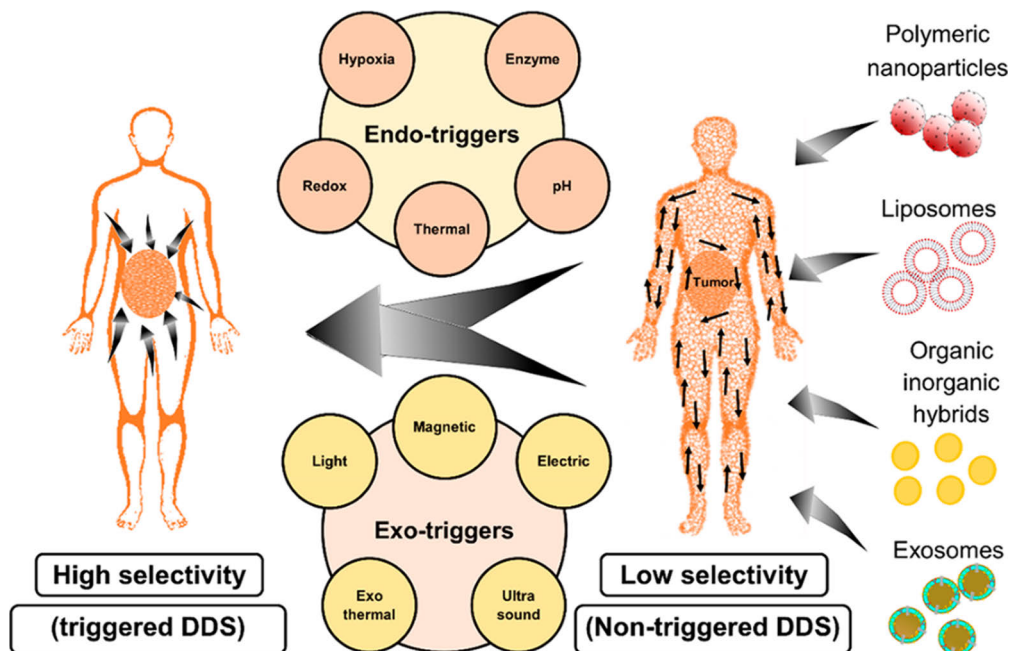 Hypoxia
Enzyme
Endo-triggers
Redox
pH
Thermal
Magnetic
Light
Electric
Exo-triggers
Exo
thermal
Ultra
sound
High selectivity
(triggered DDS)
Tumor
Low selectivity
(Non-triggered DDS)
Polymeric
nanoparticles
Liposomes
Organic
inorganic
hybrids
Exosomes